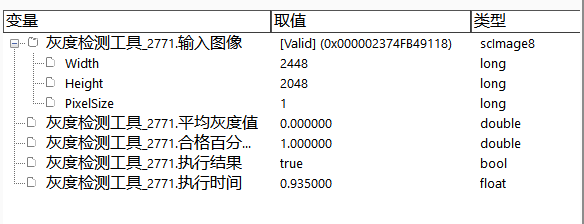 变量 取值 类型
灰度检测工具_2771.输入图像 [Valid] (0x000002374FB49118) scImage8
Width 2448 long
Height 2048 long
PixelSize 1 long
灰度检测工具_2771.平均灰度值 0.000000 double
灰度检测工具_2771.合格百分... 1.000000 double
灰度检测工具_2771.执行结果 true bool
灰度检测工具_2771.执行时间 0.935000 float